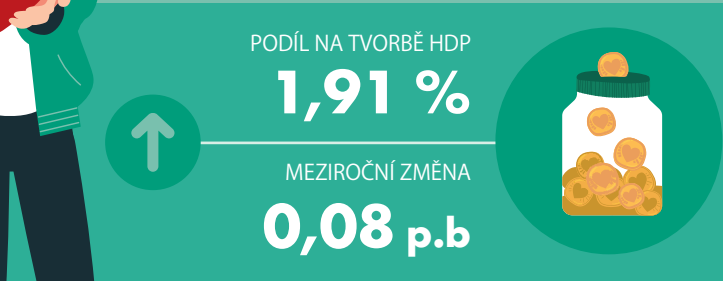 PODÍL NA TVORBĚ HDP
1,91 %
MEZIROČNÍ ZMĚNA
0,08 p.b